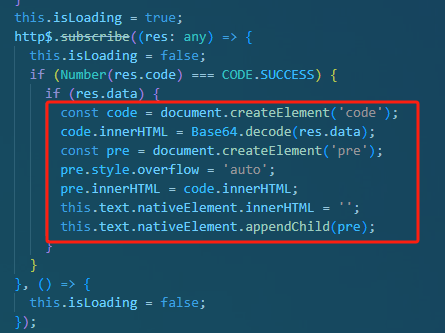 }
this.isLoading = true;
http$.subscribe((res: any) => {
this.isLoading = false;
if (Number(res.code) === CODE.SUCCESS) {
if (res.data) {
const code = document.createElement('code');
code.innerHTML = Base64.decode(res.data);
const pre = document.createElement('pre');
pre.style.overflow = 'auto';
pre.innerHTML = code.innerHTML;
this.text.nativeElement.innerHTML = '';
this.text.nativeElement.appendChild(pre);
}
}
}, () => {
this.isLoading = false;
});